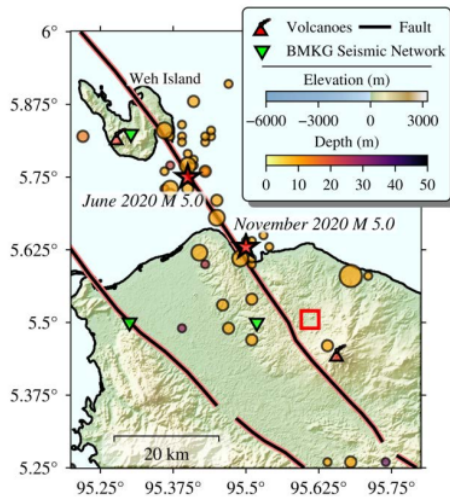 6°
Volcanoes
Fault
BMKG Seismic Network
Elevation (m)
−6000 −3000 0 3000
Depth (m)
0 10 20 30 40 50
Weh Island
5.875°
5.75°
June 2020 M 5.0
November 2020 M 5.0
5.625°
5.5°
5.375°
20 km
5.25°
95.25° 95.375° 95.5° 95.625° 95.75°